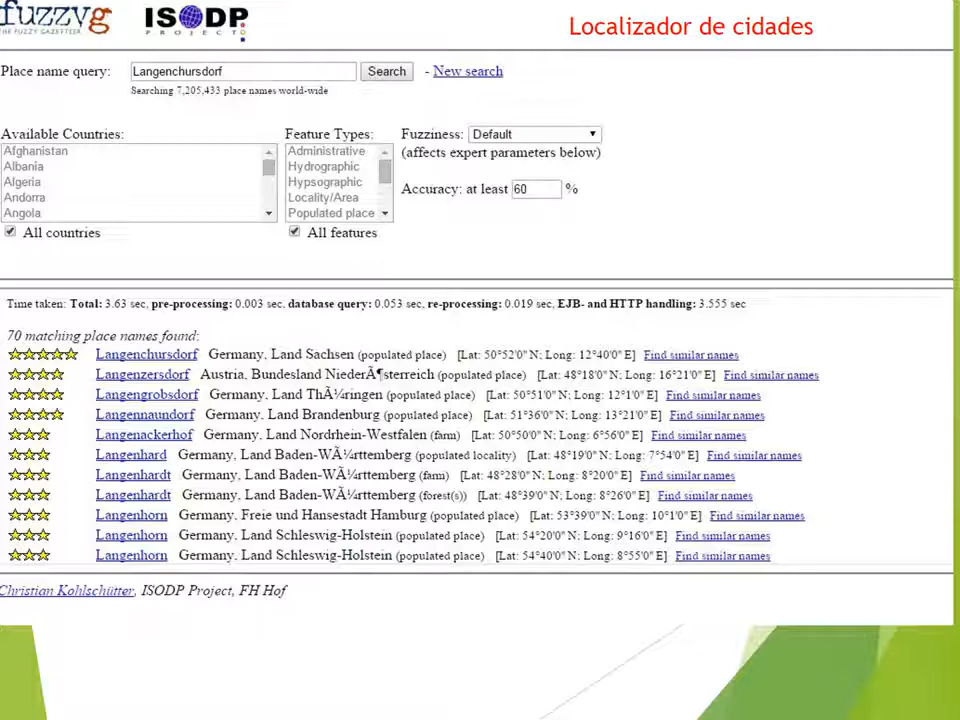 fuzzyg
THE FUZZY GAZETTEER
ISODP
PROJECT
Localizador de cidades
Place name query: Langenchursdorf Search - New search
Searching 7,205,433 place names world-wide
Available Countries: Feature Types: Fuzziness: Default
(affects expert parameters below)
Afghanistan Administrative
Albania Hydrographic
Algeria Hypsographic Accuracy: at least 60 %
Andorra Locality/Area
Angola Populated place
All countries All features
Time taken: Total: 3.63 sec, pre-processing: 0.003 sec, database query: 0.053 sec, re-processing: 0.019 sec, EJB- and HTTP handling: 3.555 sec
70 matching place names found:
Langenchursdorf Germany, Land Sachsen (populated place) [Lat: 50°52'0" N; Long: 12°40'0" E] Find similar names
Langenzersdorf Austria, Bundesland NiederÃ¶sterreich (populated place) [Lat: 48°18'0" N; Long: 16°21'0" E] Find similar names
Langengrobsdorf Germany, Land ThÃ¼ringen (populated place) [Lat: 50°51'0" N; Long: 12°1'0" E] Find similar names
Langennaundorf Germany, Land Brandenburg (populated place) [Lat: 51°36'0" N; Long: 13°21'0" E] Find similar names
Langenackerhof Germany, Land Nordrhein-Westfalen (farm) [Lat: 50°50'0" N; Long: 6°56'0" E] Find similar names
Langenhard Germany, Land Baden-WÃ¼rttemberg (populated locality) [Lat: 48°19'0" N; Long: 7°54'0" E] Find similar names
Langenhardt Germany, Land Baden-WÃ¼rttemberg (farm) [Lat: 48°28'0" N; Long: 8°20'0" E] Find similar names
Langenhardt Germany, Land Baden-WÃ¼rttemberg (forest(s)) [Lat: 48°39'0" N; Long: 8°26'0" E] Find similar names
Langenhorn Germany, Freie und Hansestadt Hamburg (populated place) [Lat: 53°39'0" N; Long: 10°1'0" E] Find similar names
Langenhorn Germany, Land Schleswig-Holstein (populated place) [Lat: 54°20'0" N; Long: 9°16'0" E] Find similar names
Langenhorn Germany, Land Schleswig-Holstein (populated place) [Lat: 54°40'0" N; Long: 8°55'0" E] Find similar names
Christian Kohlschütter, ISODP Project, FH Hof